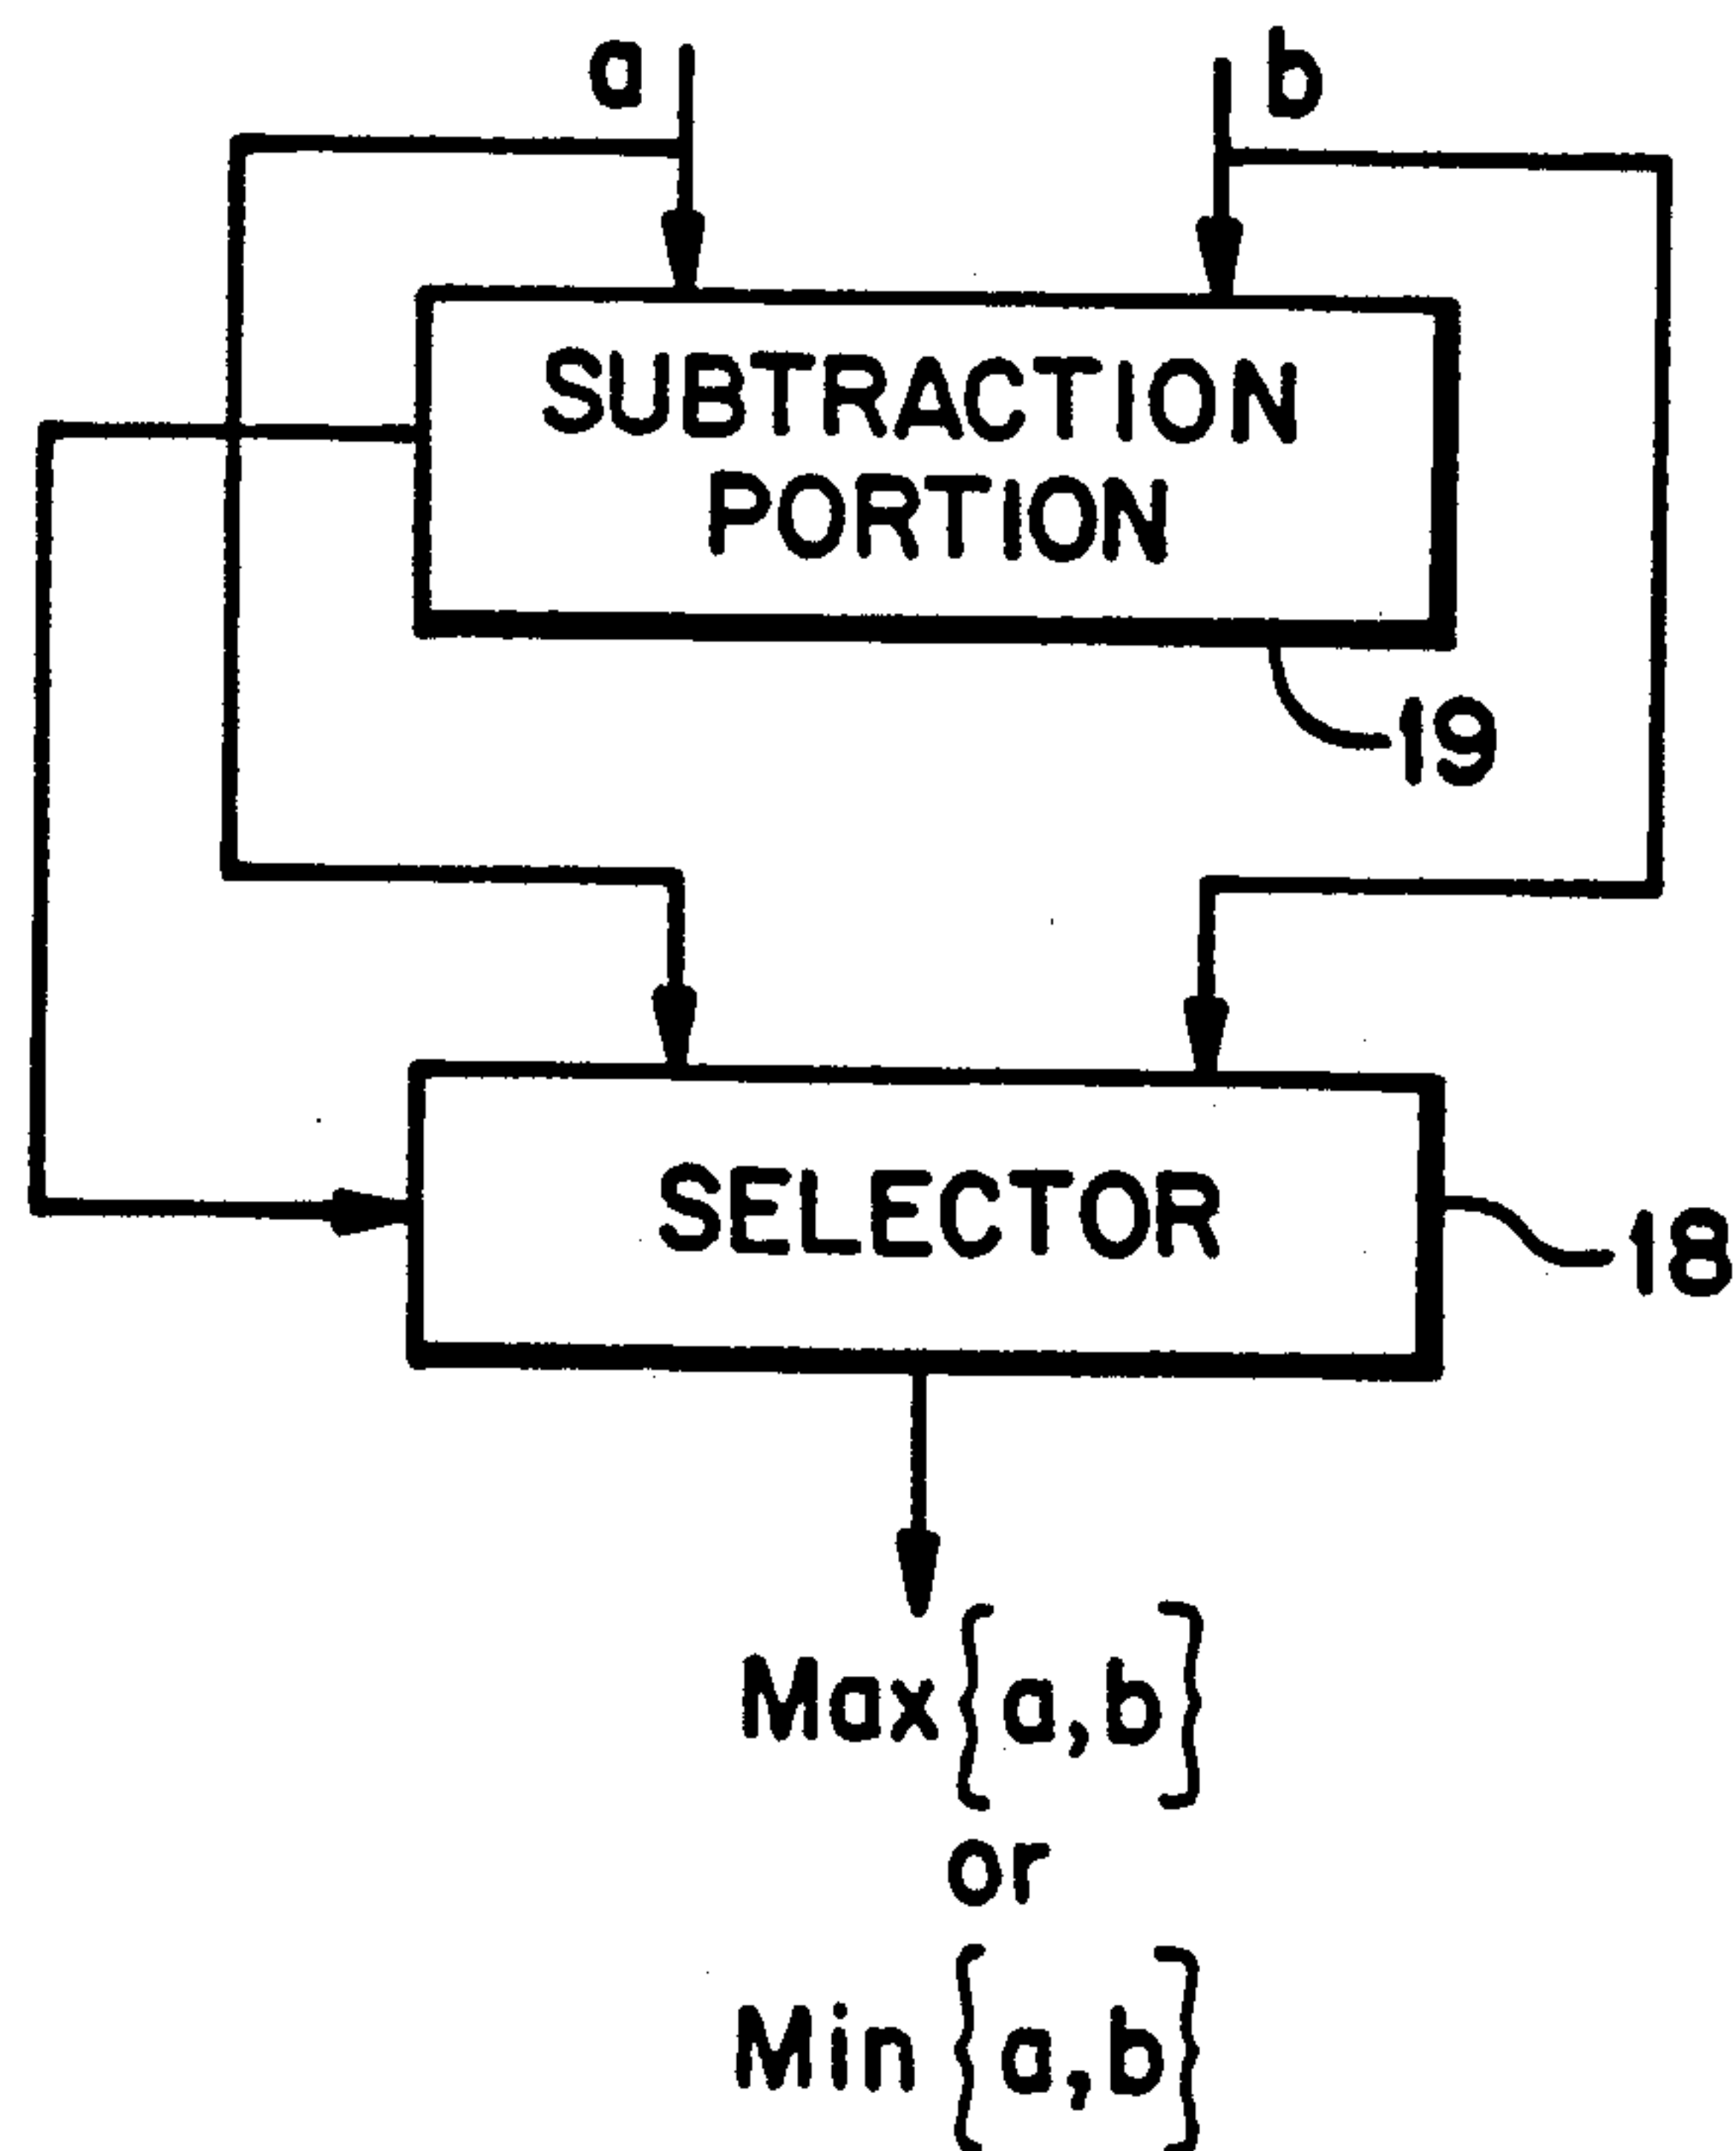 a
b
SUBTRACTION
PORTION
19
SELECTOR
18
Max{a,b}
or
Min{a,b}